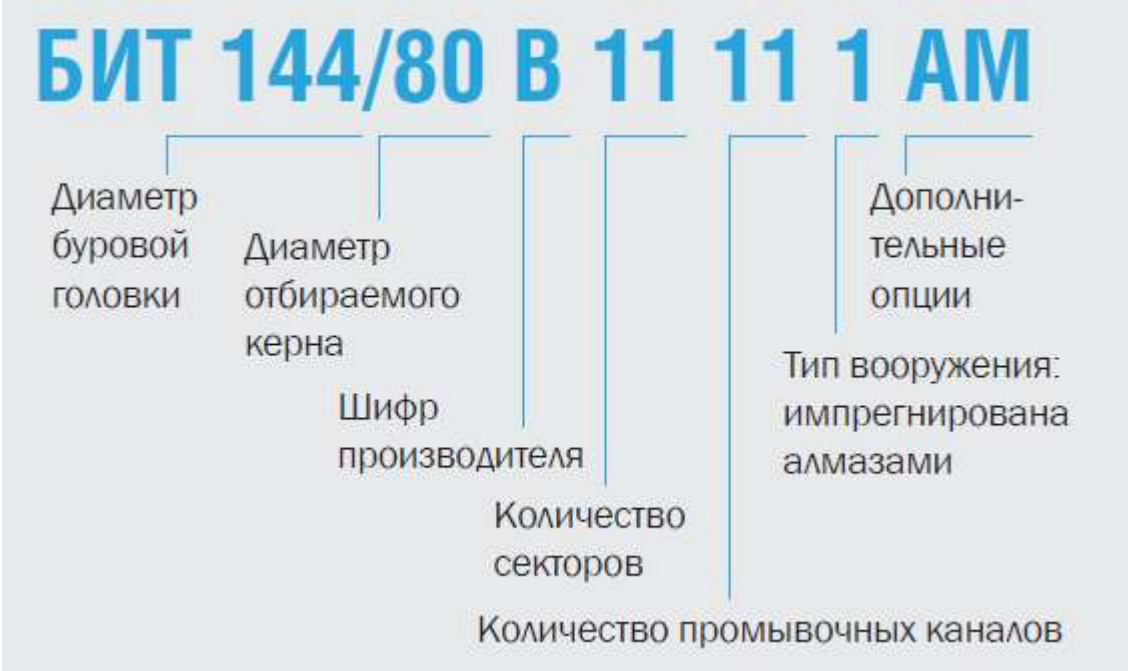 БИТ 144/80 В 11 11 1 АМ
Диаметр
буровой
головки
Диаметр
отбираемого
керна
Шифр
производителя
Количество
секторов
Количество промывочных каналов
Тип вооружения:
импрегнирована
алмазами
Дополни-
тельные
опции